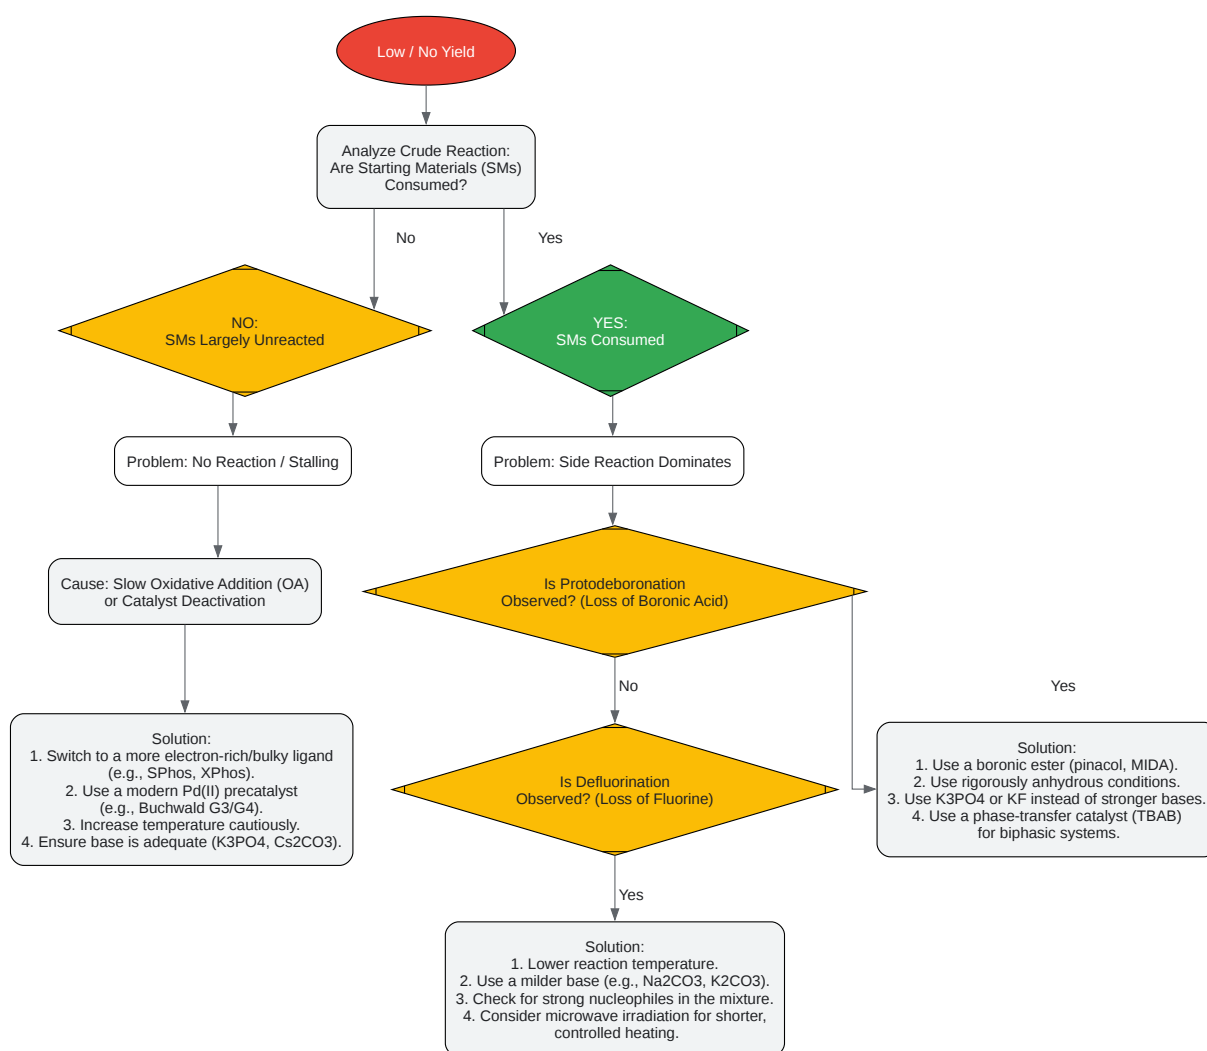 Low / No Yield
Analyze Crude Reaction:
Are Starting Materials (SMs)
Consumed?
No
Yes
NO:
SMs Largely Unreacted
YES:
SMs Consumed
Problem: No Reaction / Stalling
Problem: Side Reaction Dominates
Cause: Slow Oxidative Addition (OA)
or Catalyst Deactivation
Is Protodeboronation
Observed? (Loss of Boronic Acid)
No
Yes
Solution:
1. Switch to a more electron-rich/bulky ligand
(e.g., SPhos, XPhos).
2. Use a modern Pd(II) precatalyst
(e.g., Buchwald G3/G4).
3. Increase temperature cautiously.
4. Ensure base is adequate (K3PO4, Cs2CO3).
Is Defluorination
Observed? (Loss of Fluorine)
Solution:
1. Use a boronic ester (pinacol, MIDA).
2. Use rigorously anhydrous conditions.
3. Use K3PO4 or KF instead of stronger bases.
4. Use a phase-transfer catalyst (TBAB)
for biphasic systems.
Yes
Solution:
1. Lower reaction temperature.
2. Use a milder base (e.g., Na2CO3, K2CO3).
3. Check for strong nucleophiles in the mixture.
4. Consider microwave irradiation for shorter,
controlled heating.